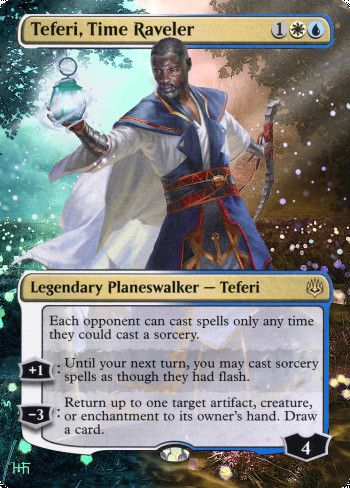 Teferi, Time Raveler 1
Legendary Planeswalker — Teferi
Each opponent can cast spells only any time
they could cast a sorcery.
+1: Until your next turn, you may cast sorcery
spells as though they had flash.
−3: Return up to one target artifact, creature,
or enchantment to its owner's hand. Draw
a card.
4